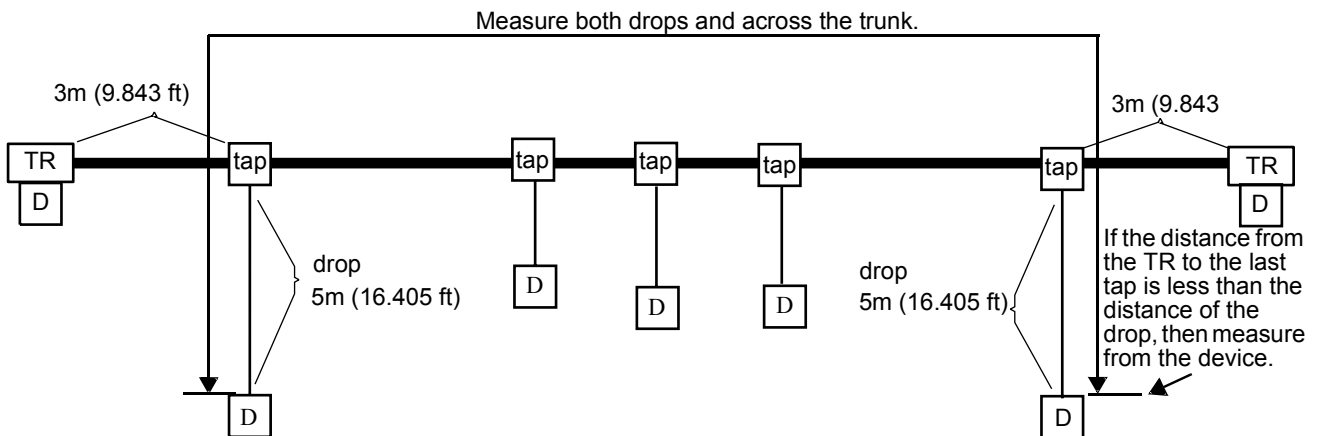 Measure both drops and across the trunk.
3m (9.843 ft)
3m (9.843
TR
tap
tap
tap
tap
tap
TR
D
D
drop
5m (16.405 ft)
D
D
D
drop
5m (16.405 ft)
If the distance from
the TR to the last
tap is less than the
distance of the
drop, then measure
from the device.
D
D